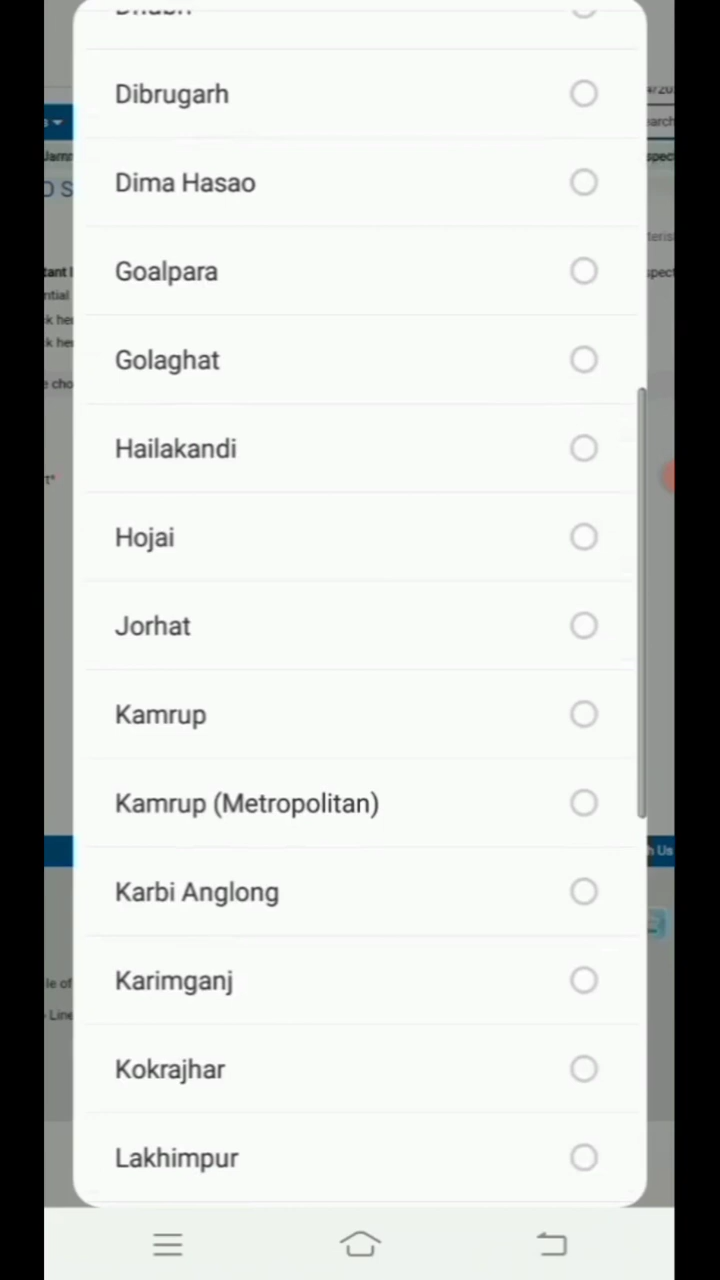 Dibrugarh
Dima Hasao
Goalpara
Golaghat
Hailakandi
Hojai
Jorhat
Kamrup
Kamrup (Metropolitan)
Karbi Anglong
Karimganj
Kokrajhar
Lakhimpur